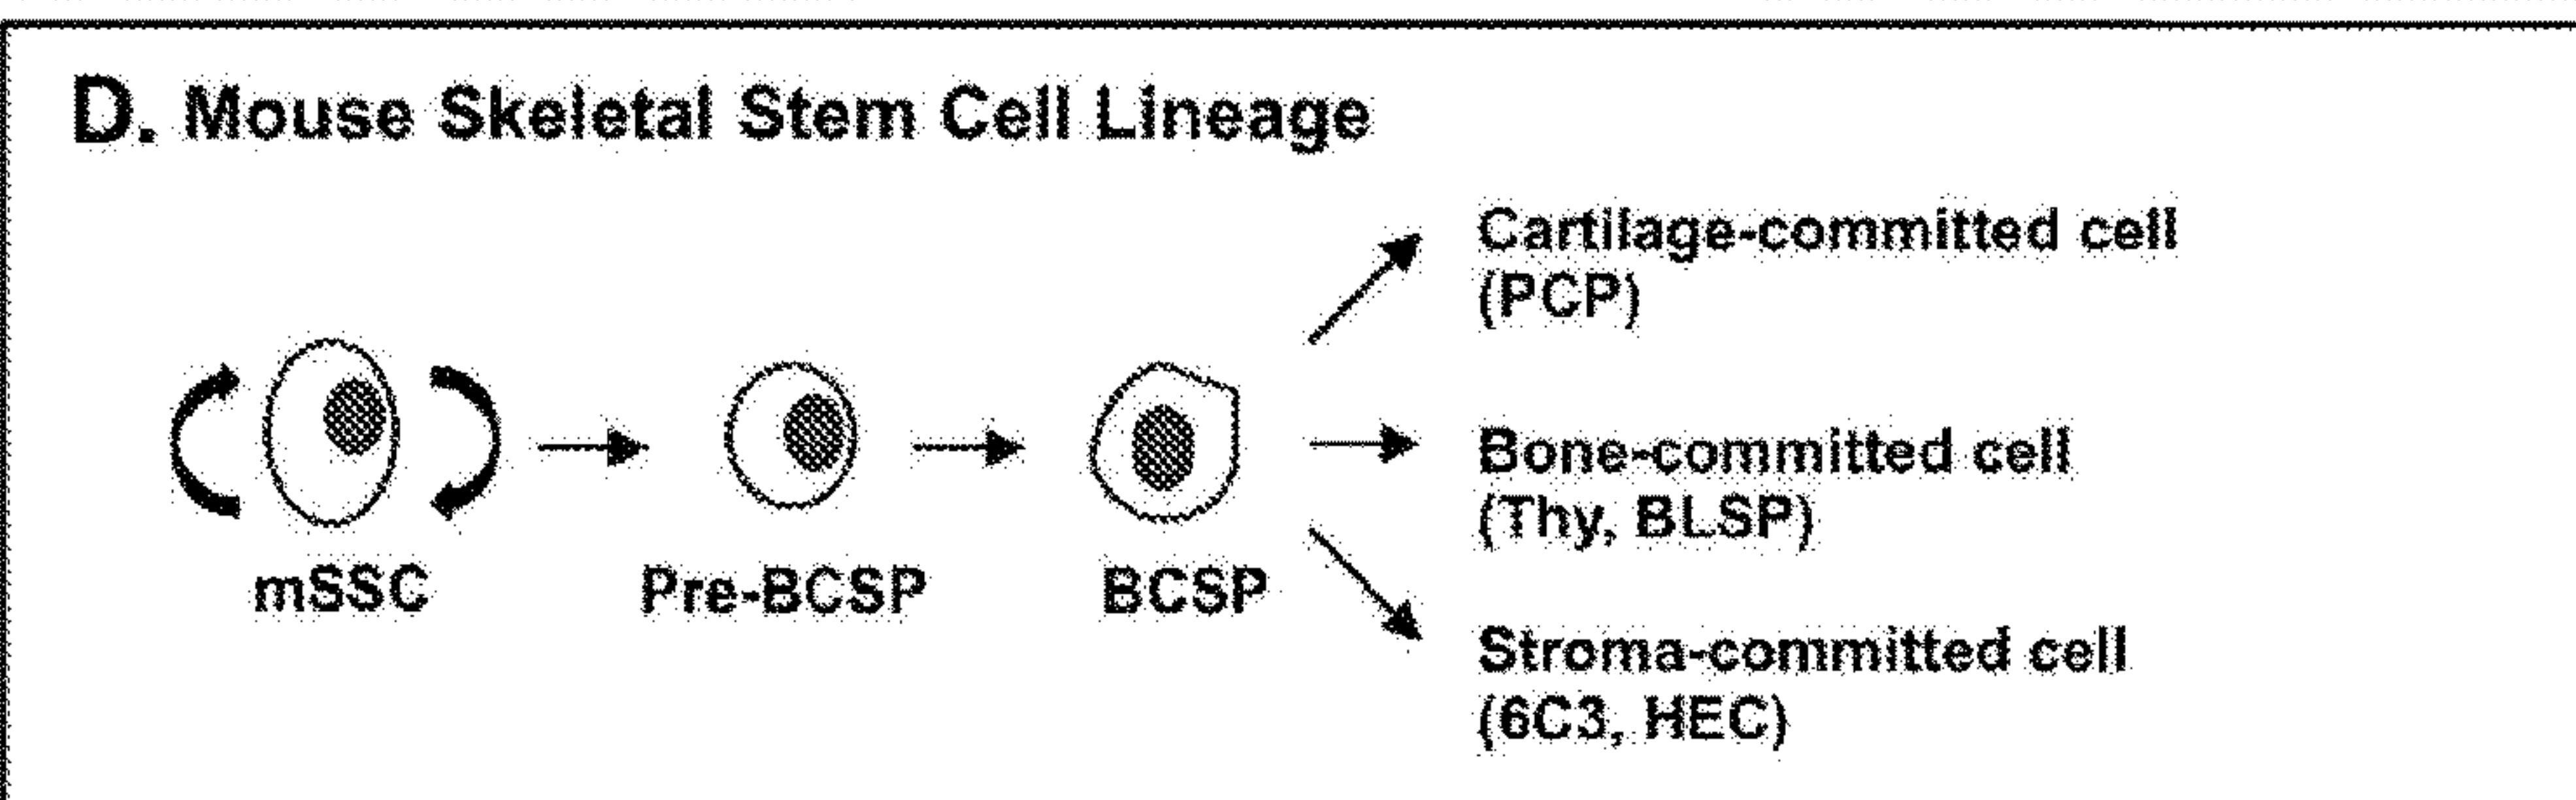 D. Mouse Skeletal Stem Cell Lineage
Cartilage-committed cell
(PCP)
Bone-committed cell
(Thy, BLSP)
mSSC
Pre-BCSP
BCSP
Stroma-committed cell
(6C3, HEC)